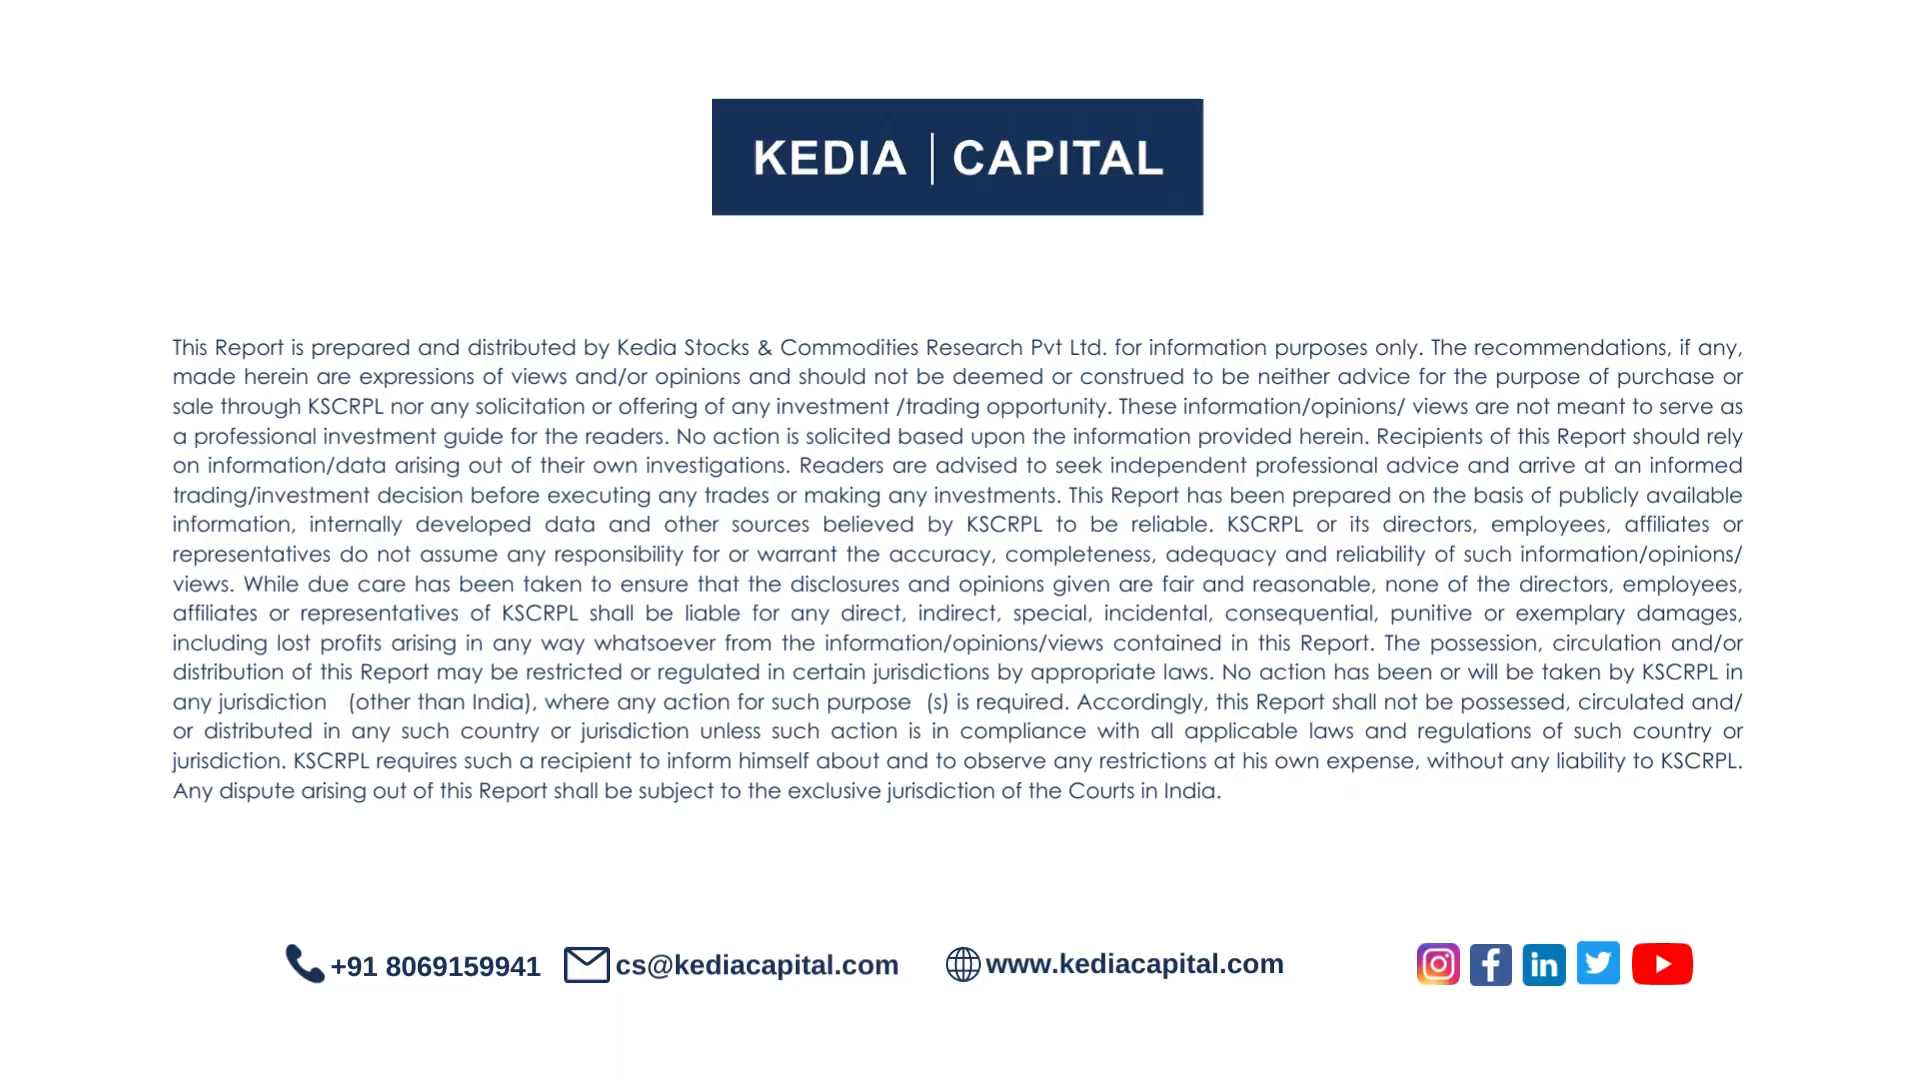 KEDIA | CAPITAL
This Report is prepared and distributed by Kedia Stocks & Commodities Research Pvt Ltd. for information purposes only. The recommendations, if any,
made herein are expressions of views and/or opinions and should not be deemed or construed to be neither advice for the purpose of purchase or
sale through KSCRPL nor any solicitation or offering of any investment /trading opportunity. These information/opinions/ views are not meant to serve as
a professional investment guide for the readers. No action is solicited based upon the information provided herein. Recipients of this Report should rely
on information/data arising out of their own investigations. Readers are advised to seek independent professional advice and arrive at an informed
trading/investment decision before executing any trades or making any investments. This Report has been prepared on the basis of publicly available
information, internally developed data and other sources believed by KSCRPL to be reliable. KSCRPL or its directors, employees, affiliates or
representatives do not assume any responsibility for or warrant the accuracy, completeness, adequacy and reliability of such information/opinions/
views. While due care has been taken to ensure that the disclosures and opinions given are fair and reasonable, none of the directors, employees,
affiliates or representatives of KSCRPL shall be liable for any direct, indirect, special, incidental, consequential, punitive or exemplary damages,
including lost profits arising in any way whatsoever from the information/opinions/views contained in this Report. The possession, circulation and/or
distribution of this Report may be restricted or regulated in certain jurisdictions by appropriate laws. No action has been or will be taken by KSCRPL in
any jurisdiction (other than India), where any action for such purpose (s) is required. Accordingly, this Report shall not be possessed, circulated and/
or distributed in any such country or jurisdiction unless such action is in compliance with all applicable laws and regulations of such country or
jurisdiction. KSCRPL requires such a recipient to inform himself about and to observe any restrictions at his own expense, without any liability to KSCRPL.
Any dispute arising out of this Report shall be subject to the exclusive jurisdiction of the Courts in India.
+91 8069159941 cs@kediacapital.com www.kediacapital.com